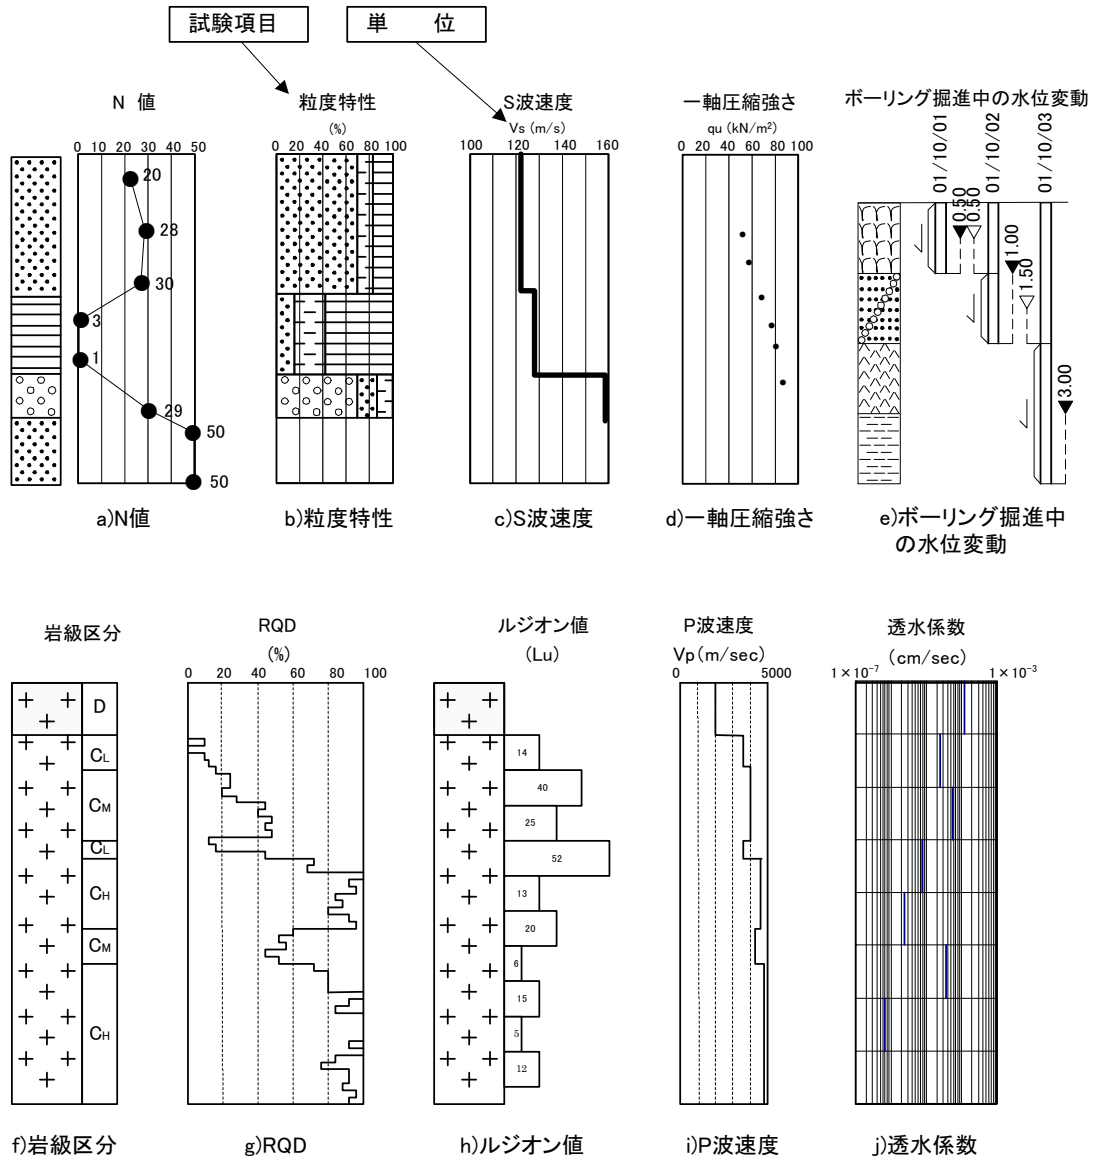 試験項目
単 位
N 値
0 10 20 30 40 50
20
28
30
3
1
29
50
50
a)N値
粒度特性
(%)
0 20 40 60 80 100
b)粒度特性
S波速度
Vs (m/s)
100 120 140 160
c)S波速度
一軸圧縮強さ
qu (kN/m²)
0 20 40 60 80 100
d)一軸圧縮強さ
ボーリング掘進中の水位変動
01/10/01
01/10/02
01/10/03
0.50
0.50
1.00
1.50
3.00
e)ボーリング掘進中
の水位変動
岩級区分
D
CL
CM
CL
CH
CM
CH
f)岩級区分
RQD
(%)
0 20 40 60 80 100
g)RQD
ルジオン値
(Lu)
14
40
25
52
13
20
6
15
5
12
h)ルジオン値
P波速度
Vp(m/sec)
0 5000
i)P波速度
透水係数
(cm/sec)
1×10⁻⁷ 1×10⁻³
j)透水係数